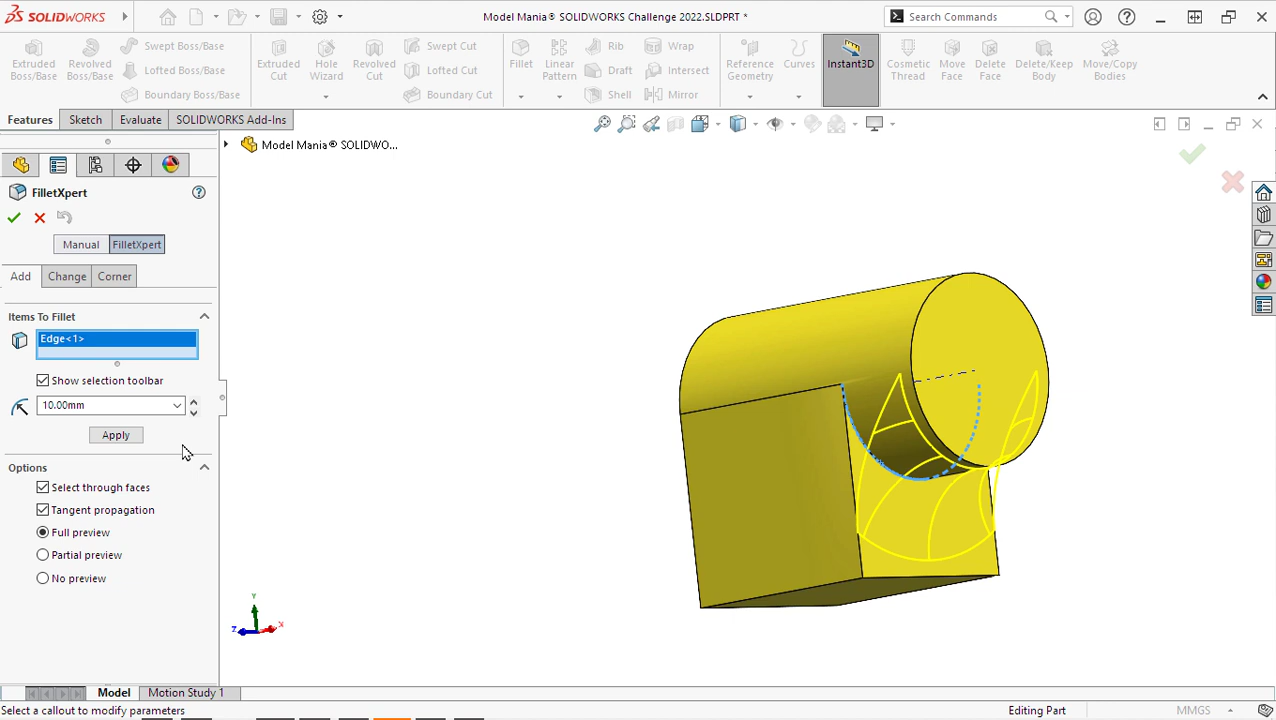 SOLIDWORKS
Model Mania® SOLIDWORKS Challenge 2022.SLDPRT *
Search Commands
Extruded Boss/Base
Revolved Boss/Base
Swept Boss/Base
Lofted Boss/Base
Boundary Boss/Base
Extruded Cut
Hole Wizard
Revolved Cut
Swept Cut
Lofted Cut
Boundary Cut
Fillet
Linear Pattern
Rib
Draft
Shell
Wrap
Intersect
Mirror
Reference Geometry
Curves
Instant3D
Cosmetic Thread
Move Face
Delete Face
Delete/Keep Body
Move/Copy Bodies
Features
Sketch
Evaluate
SOLIDWORKS Add-Ins
Model Mania® SOLIDWO...
FilletXpert
Manual
FilletXpert
Add
Change
Corner
Items To Fillet
Edge<1>
Show selection toolbar
10.00mm
Apply
Options
Select through faces
Tangent propagation
Full preview
Partial preview
No preview
Y
Z
X
Model
Motion Study 1
Select a callout to modify parameters
Editing Part
MMGS